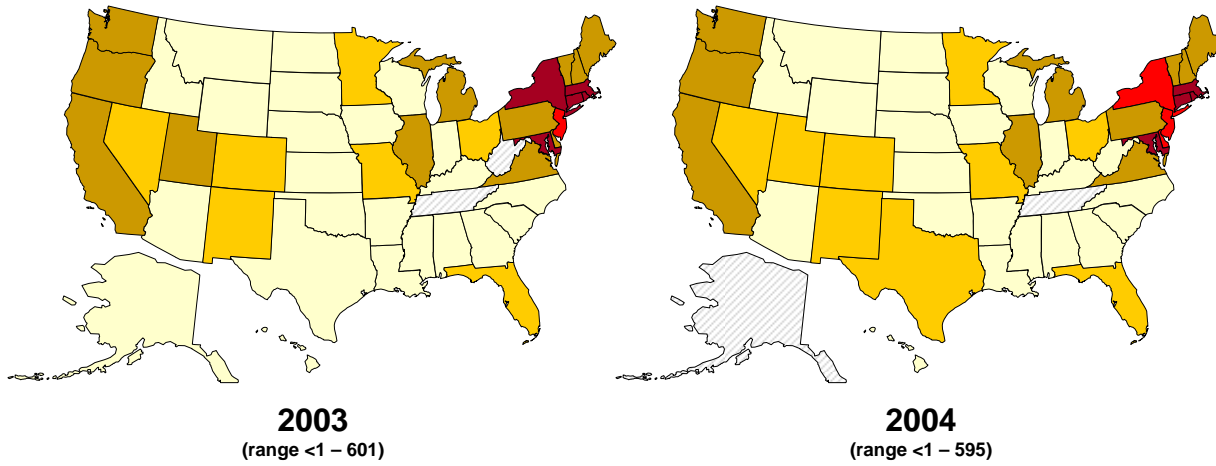 2003
(range <1 – 601)
2004
(range <1 – 595)